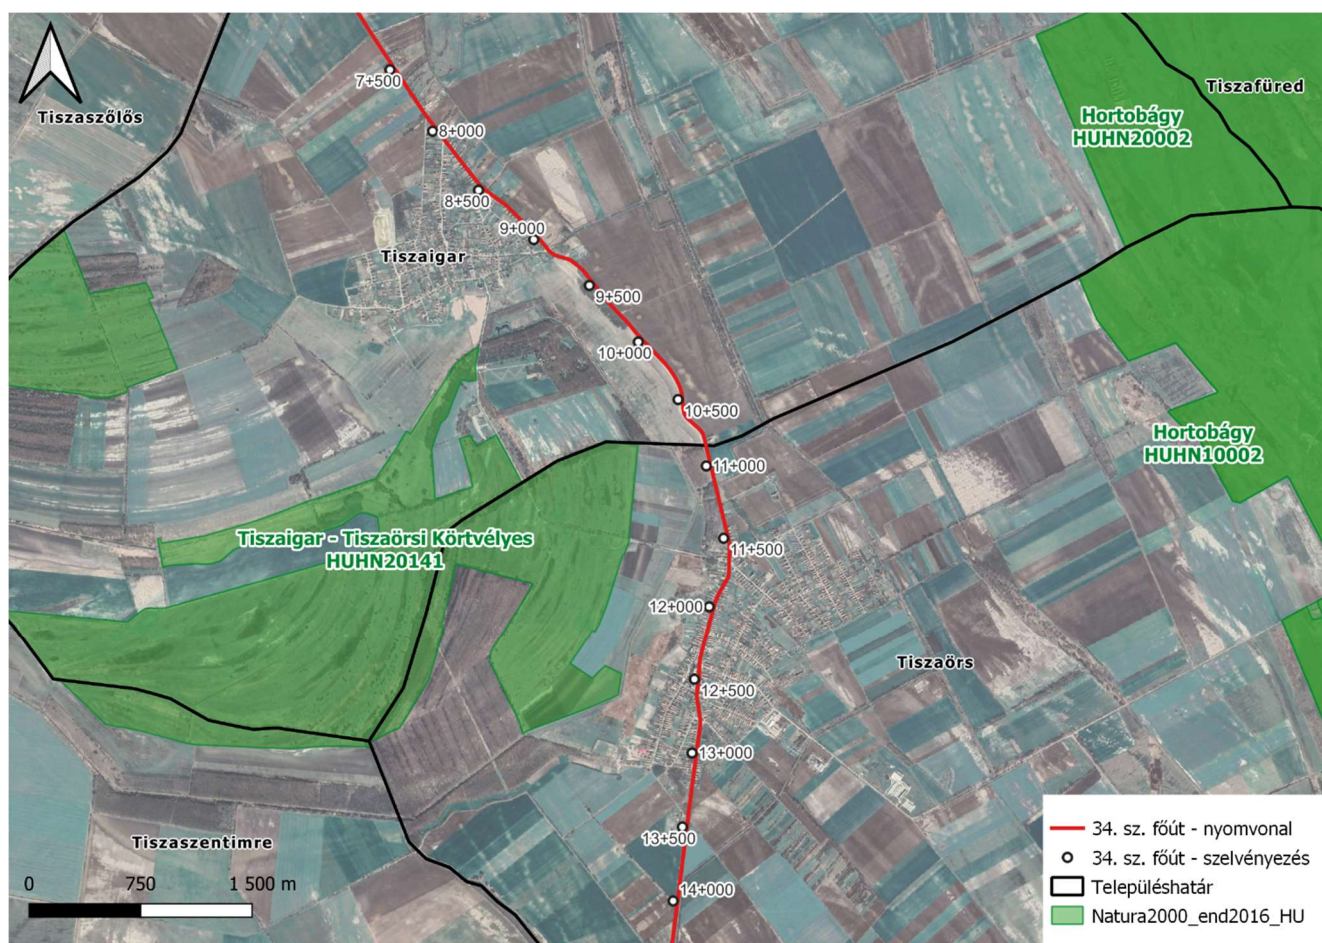 7+500
Tiszafüred
Tiszaszőlős
Hortobágy
HUHN20002
8+000
8+500
9+000
Tiszaigar
9+500
10+000
10+500
Hortobágy
HUHN10002
11+000
Tiszaigar - Tiszaörsi Körtvélyes
HUHN20141
11+500
12+000
Tiszaörs
12+500
13+000
13+500
Tiszaszentimre
14+000
0 750 1 500 m
34. sz. főút - nyomvonal
34. sz. főút - szelvényezés
Településhatár
Natura2000_end2016_HU